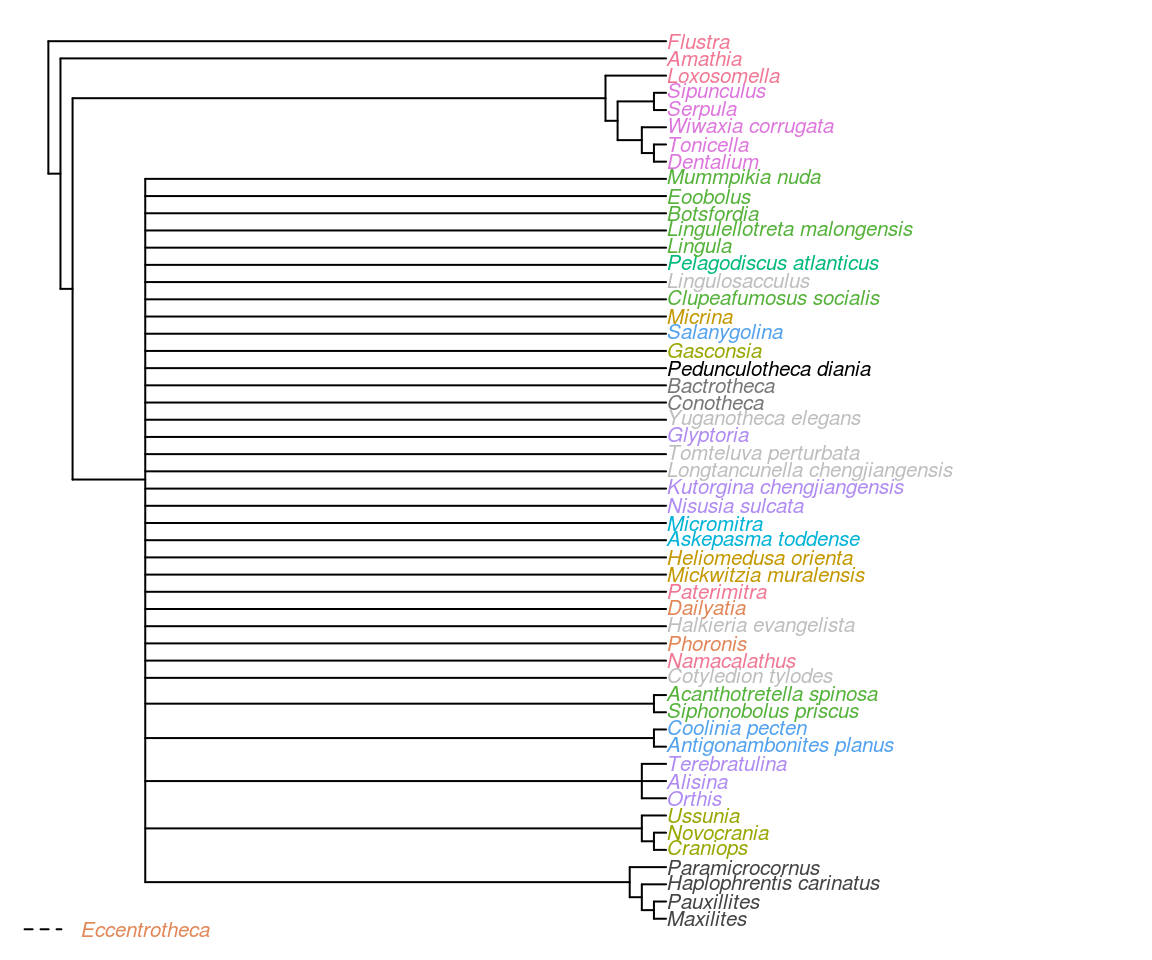 Flustra
Amathia
Loxosomella
Sipunculus
Serpula
Wiwaxia corrugata
Tonicella
Dentalium
Mummpikia nuda
Eoobolus
Botsfordia
Lingulellotreta malongensis
Lingula
Pelagodiscus atlanticus
Lingulosacculus
Clupeafumosus socialis
Micrina
Salanygolina
Gasconsia
Pedunculotheca diania
Bactrotheca
Conotheca
Yuganotheca elegans
Glyptoria
Tomteluva perturbata
Longtancunella chengjiangensis
Kutorgina chengjiangensis
Nisusia sulcata
Micromitra
Askepasma toddense
Heliomedusa orienta
Mickwitzia muralensis
Paterimitra
Dailyatia
Halkieria evangelista
Phoronis
Namacalathus
Cotyledion tylodes
Acanthotretella spinosa
Siphonobolus priscus
Coolinia pecten
Antigonambonites planus
Terebratulina
Alisina
Orthis
Ussunia
Novocrania
Craniops
Paramicrocornus
Haplophrentis carinatus
Pauxillites
Maxilites
Eccentrotheca